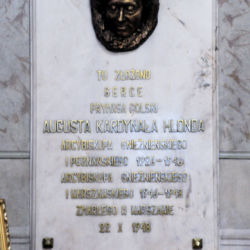 TU ZŁOŻONO
SERCE
PRYMASA POLSKI
AUGUSTA KARDYNAŁA HLONDA
ARCYBISKUPA GNIEŹNIEŃSKIEGO
I POZNAŃSKIEGO 1926-1946
ARCYBISKUPA GNIEŹNIEŃSKIEGO
I WARSZAWSKIEGO 1946-1948
ZMARŁEGO W WARSZAWIE
22 X 1948